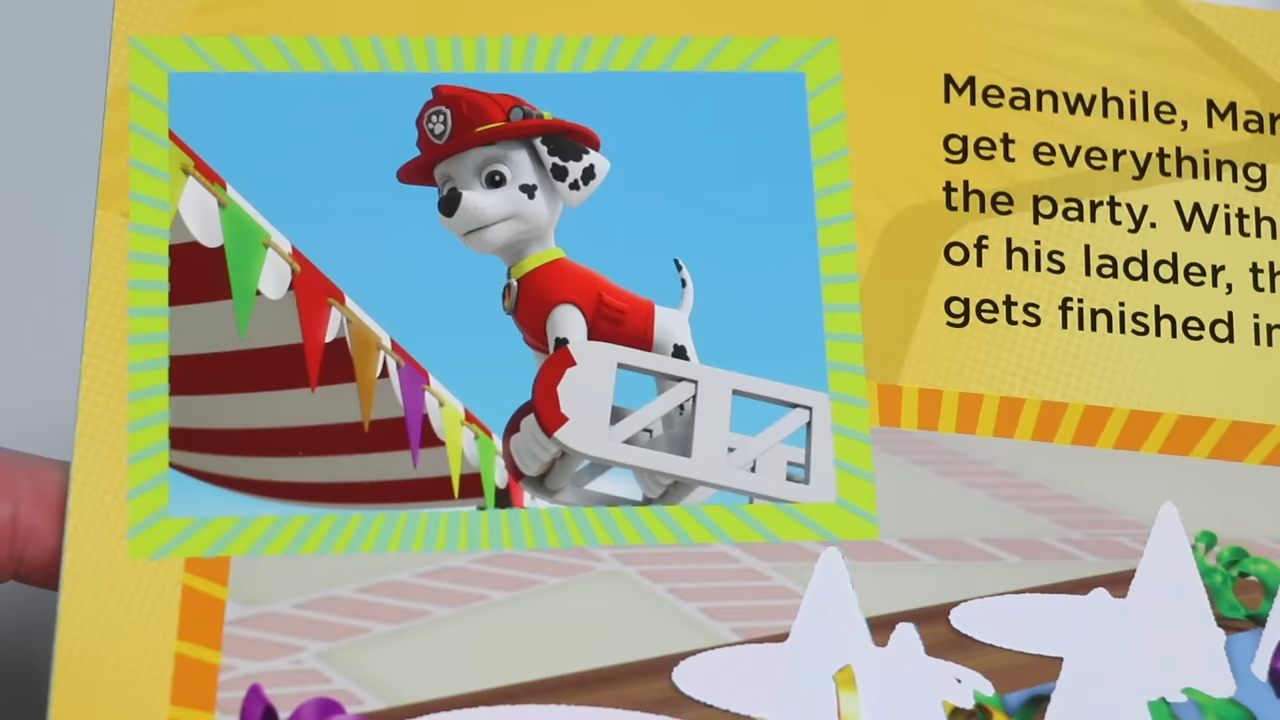 Meanwhile, Mar
get everything
the party. With
of his ladder, th
gets finished in